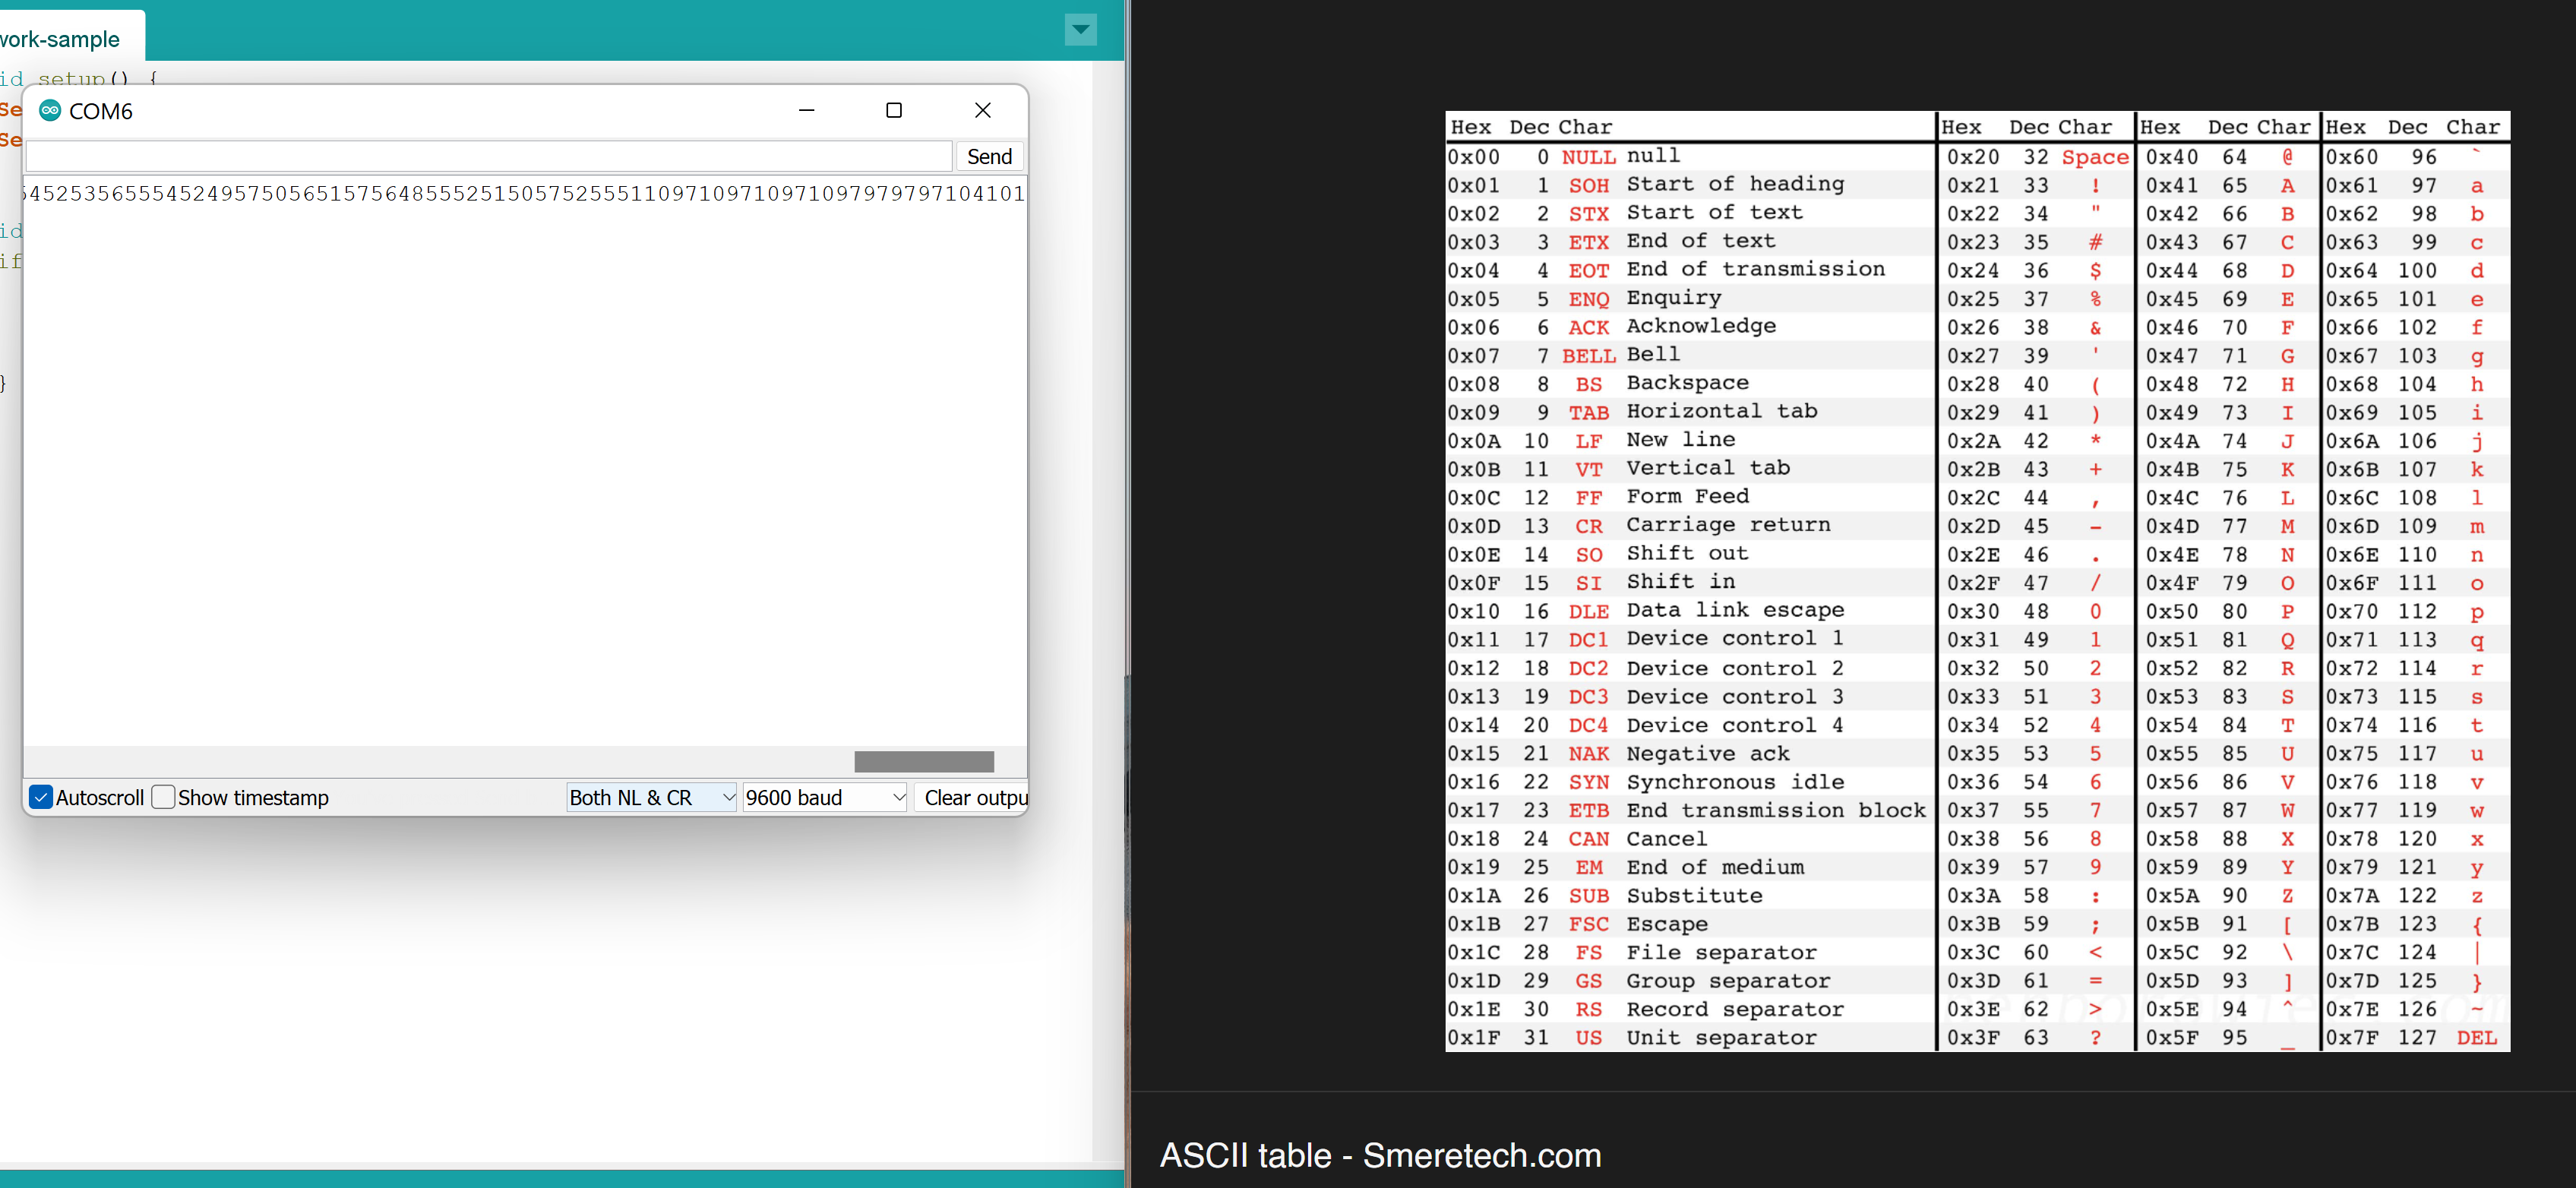 work-sample
id setup() {
Se
Se
id
if
}
COM6
Send
54525356555452495750565157564855525150575255511097109710971097979797104101
Autoscroll
Show timestamp
Both NL & CR
9600 baud
Clear outpu
Hex Dec Char Hex Dec Char Hex Dec Char Hex Dec Char
0x00 0 NULL null 0x20 32 Space 0x40 64 @ 0x60 96 `
0x01 1 SOH Start of heading 0x21 33 ! 0x41 65 A 0x61 97 a
0x02 2 STX Start of text 0x22 34 " 0x42 66 B 0x62 98 b
0x03 3 ETX End of text 0x23 35 # 0x43 67 C 0x63 99 c
0x04 4 EOT End of transmission 0x24 36 $ 0x44 68 D 0x64 100 d
0x05 5 ENQ Enquiry 0x25 37 % 0x45 69 E 0x65 101 e
0x06 6 ACK Acknowledge 0x26 38 & 0x46 70 F 0x66 102 f
0x07 7 BELL Bell 0x27 39 ' 0x47 71 G 0x67 103 g
0x08 8 BS Backspace 0x28 40 ( 0x48 72 H 0x68 104 h
0x09 9 TAB Horizontal tab 0x29 41 ) 0x49 73 I 0x69 105 i
0x0A 10 LF New line 0x2A 42 * 0x4A 74 J 0x6A 106 j
0x0B 11 VT Vertical tab 0x2B 43 + 0x4B 75 K 0x6B 107 k
0x0C 12 FF Form Feed 0x2C 44 , 0x4C 76 L 0x6C 108 l
0x0D 13 CR Carriage return 0x2D 45 - 0x4D 77 M 0x6D 109 m
0x0E 14 SO Shift out 0x2E 46 . 0x4E 78 N 0x6E 110 n
0x0F 15 SI Shift in 0x2F 47 / 0x4F 79 O 0x6F 111 o
0x10 16 DLE Data link escape 0x30 48 0 0x50 80 P 0x70 112 p
0x11 17 DC1 Device control 1 0x31 49 1 0x51 81 Q 0x71 113 q
0x12 18 DC2 Device control 2 0x32 50 2 0x52 82 R 0x72 114 r
0x13 19 DC3 Device control 3 0x33 51 3 0x53 83 S 0x73 115 s
0x14 20 DC4 Device control 4 0x34 52 4 0x54 84 T 0x74 116 t
0x15 21 NAK Negative ack 0x35 53 5 0x55 85 U 0x75 117 u
0x16 22 SYN Synchronous idle 0x36 54 6 0x56 86 V 0x76 118 v
0x17 23 ETB End transmission block 0x37 55 7 0x57 87 W 0x77 119 w
0x18 24 CAN Cancel 0x38 56 8 0x58 88 X 0x78 120 x
0x19 25 EM End of medium 0x39 57 9 0x59 89 Y 0x79 121 y
0x1A 26 SUB Substitute 0x3A 58 : 0x5A 90 Z 0x7A 122 z
0x1B 27 FSC Escape 0x3B 59 ; 0x5B 91 [ 0x7B 123 {
0x1C 28 FS File separator 0x3C 60 < 0x5C 92 \ 0x7C 124 |
0x1D 29 GS Group separator 0x3D 61 = 0x5D 93 ] 0x7D 125 }
0x1E 30 RS Record separator 0x3E 62 > 0x5E 94 ^ 0x7E 126 ~
0x1F 31 US Unit separator 0x3F 63 ? 0x5F 95 _ 0x7F 127 DEL
ASCII table - Smeretech.com